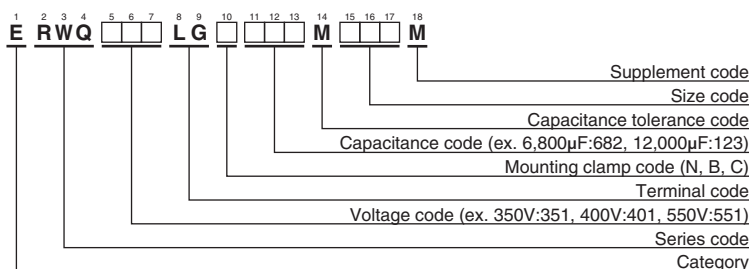 1 2 3 4 5 6 7 8 9 10 11 12 13 14 15 16 17 18
E RWQ □□□ LG □ □□□ M □□□ M
Supplement code
Size code
Capacitance tolerance code
Capacitance code (ex. 6,800µF:682, 12,000µF:123)
Mounting clamp code (N, B, C)
Terminal code
Voltage code (ex. 350V:351, 400V:401, 550V:551)
Series code
Category